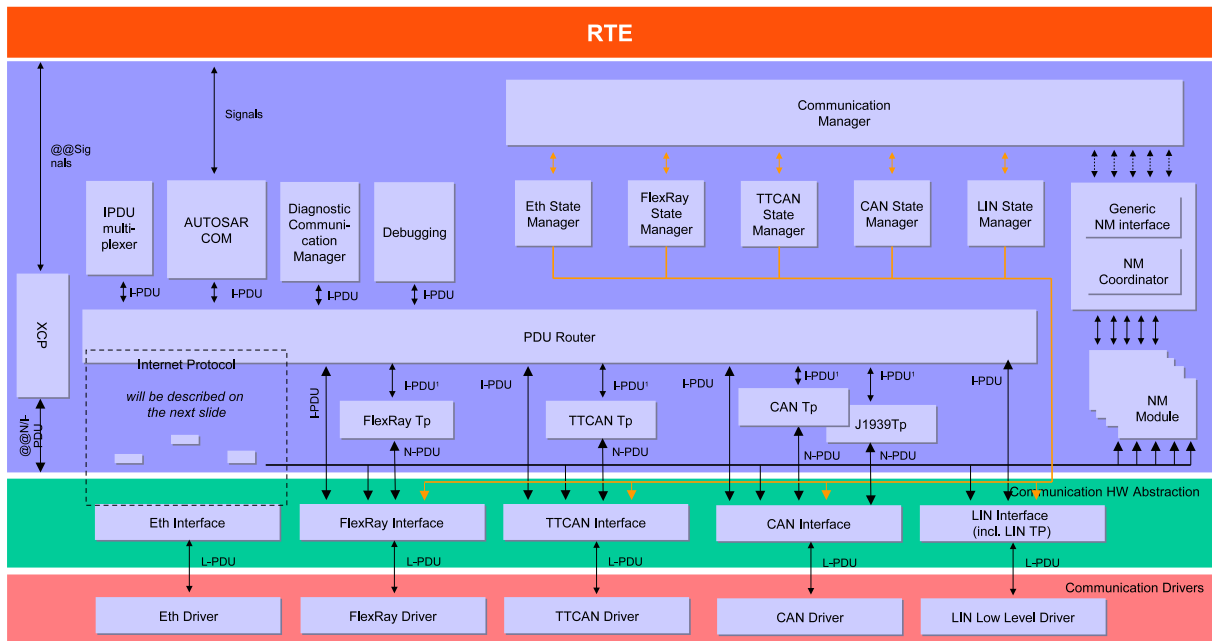 RTE
Communication
Manager
Signals
@@Sig
nals
IPDU
multi-
plexer
AUTOSAR
COM
Diagnostic
Communi-
cation
Manager
Debugging
Eth State
Manager
FlexRay
State
Manager
TTCAN
State
Manager
CAN State
Manager
LIN State
Manager
Generic
NM interface
NM
Coordinator
I-PDU
I-PDU
I-PDU
I-PDU
XCP
PDU Router
Internet Protocol
will be described on
the next slide
I-PDU
I-PDU¹
I-PDU
I-PDU¹
I-PDU
I-PDU¹
I-PDU¹
I-PDU
FlexRay Tp
TTCAN Tp
CAN Tp
J1939Tp
NM
Module
@@N/I-
PDU
N-PDU
N-PDU
N-PDU
N-PDU
Communication HW Abstraction
Eth Interface
FlexRay Interface
TTCAN Interface
CAN Interface
LIN Interface
(incl. LIN TP)
L-PDU
L-PDU
L-PDU
L-PDU
L-PDU
Communication Drivers
Eth Driver
FlexRay Driver
TTCAN Driver
CAN Driver
LIN Low Level Driver